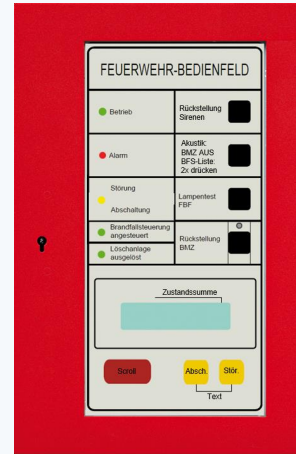 FEUERWEHR-BEDIENFELD
Betrieb
Rückstellung
Sirenen
Alarm
Akustik:
BMZ AUS
BFS-Liste:
2x drücken
Störung
Abschaltung
Lampentest
FBF
Brandfallsteuerung
angesteuert
Löschanlage
ausgelöst
Rückstellung
BMZ
Zustandssumme
Scroll
Absch.
Stör.
Text